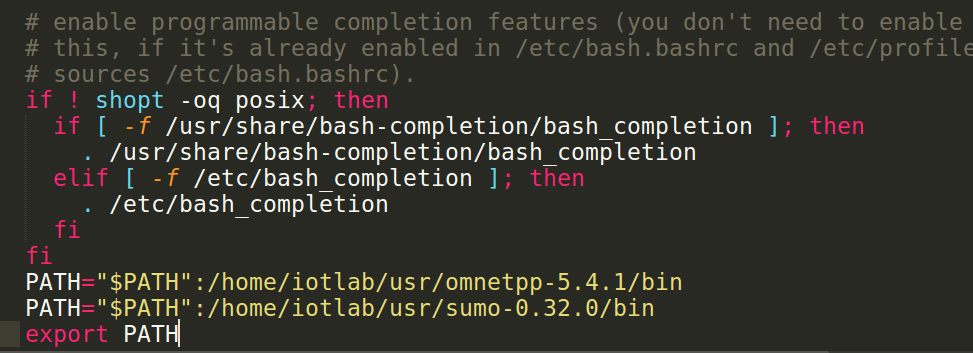 # enable programmable completion features (you don't need to enable
# this, if it's already enabled in /etc/bash.bashrc and /etc/profile
# sources /etc/bash.bashrc).
if ! shopt -oq posix; then
  if [ -f /usr/share/bash-completion/bash_completion ]; then
    . /usr/share/bash-completion/bash_completion
  elif [ -f /etc/bash_completion ]; then
    . /etc/bash_completion
  fi
fi
PATH="$PATH":/home/iotlab/usr/omnetpp-5.4.1/bin
PATH="$PATH":/home/iotlab/usr/sumo-0.32.0/bin
export PATH